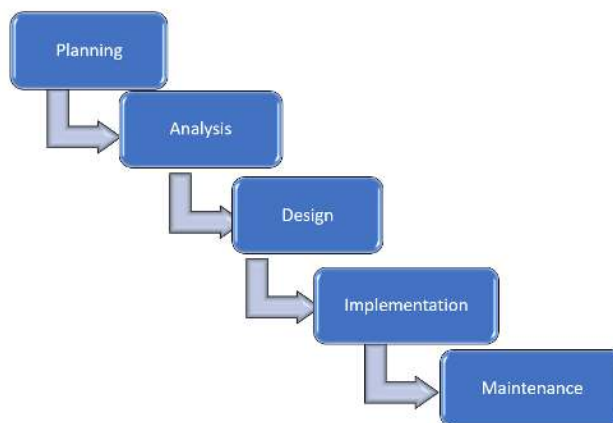 Planning
Analysis
Design
Implementation
Maintenance